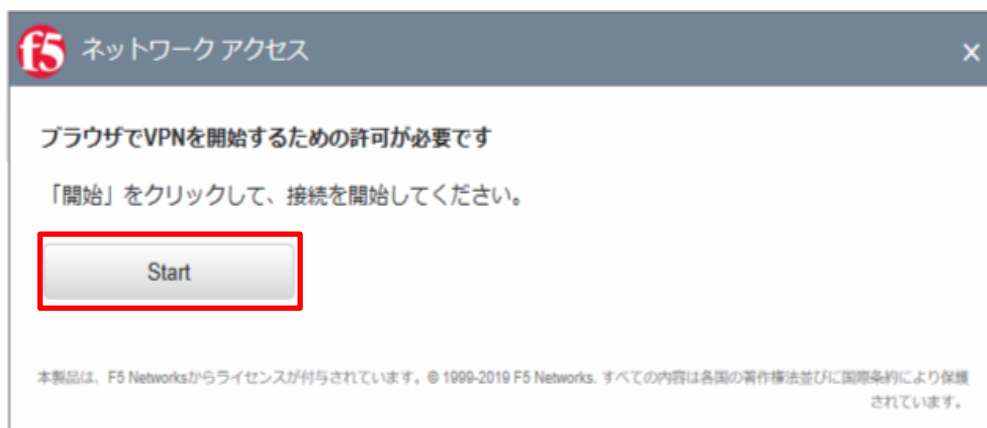 f5 ネットワーク アクセス ×
ブラウザでVPNを開始するための許可が必要です
「開始」をクリックして、接続を開始してください。
Start
本製品は、F5 Networksからライセンスが付与されています。© 1999-2019 F5 Networks. すべての内容は各国の著作権法並びに国際条約により保護
されています。